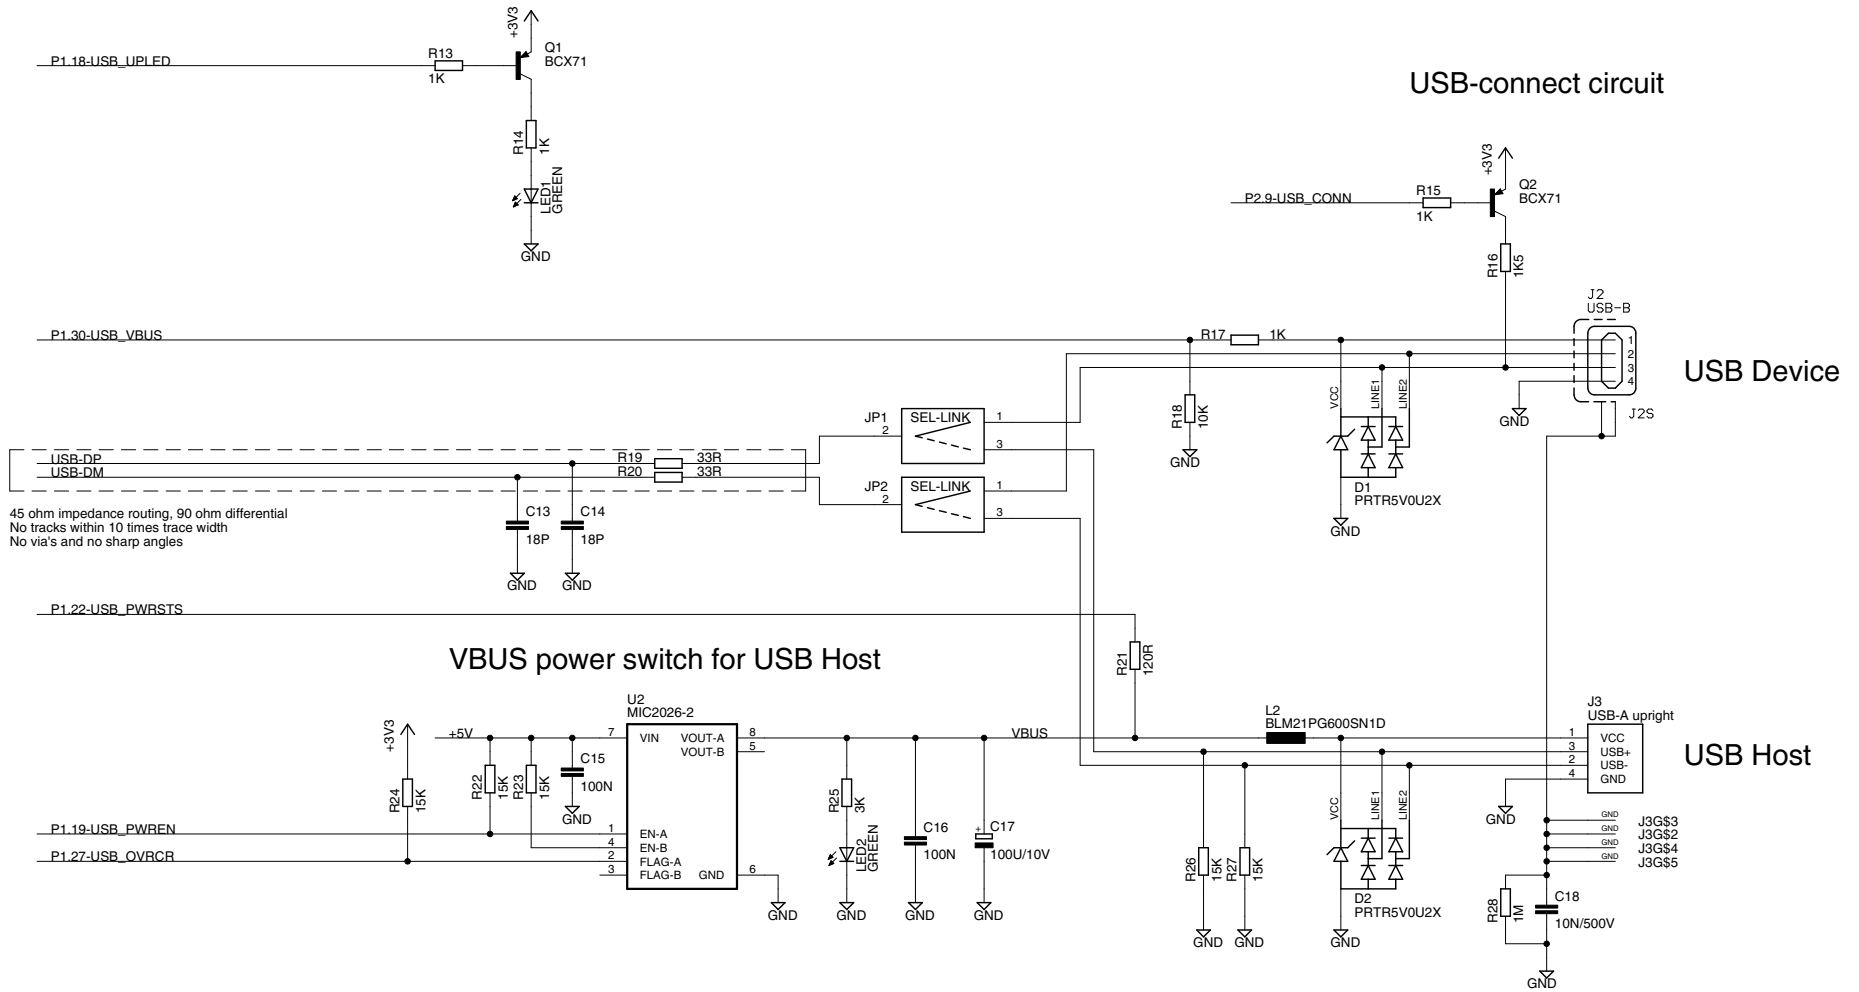 +3V3
Q1
BCX71
P1.18-USB_UPLED
R13
1K
R14
1K
LED1
GREEN
GND
USB-connect circuit
+3V3
Q2
BCX71
P2.9-USB_CONN
R15
1K
R16
1K5
J2
USB-B
1
2
3
4
J2S
GND
USB Device
P1.30-USB_VBUS
R17
1K
R18
10K
GND
VCC
LINE1
LINE2
D1
PRTR5V0U2X
GND
JP1
2
SEL-LINK
1
3
JP2
2
SEL-LINK
1
3
USB-DP
USB-DM
R19
33R
R20
33R
45 ohm impedance routing, 90 ohm differential
No tracks within 10 times trace width
No via's and no sharp angles
C13
18P
GND
C14
18P
GND
P1.22-USB_PWRSTS
R21
120R
VBUS power switch for USB Host
U2
MIC2026-2
+3V3
+5V
R24
15K
R22
15K
R23
15K
C15
100N
GND
7
VIN
VOUT-A
8
VOUT-B
5
1
EN-A
4
EN-B
2
FLAG-A
3
FLAG-B
GND
6
GND
P1.19-USB_PWREN
P1.27-USB_OVRCR
R25
3K
LED2
GREEN
GND
C16
100N
GND
C17
+
100U/10V
GND
VBUS
L2
BLM21PG600SN1D
R26
15K
GND
R27
15K
GND
VCC
LINE1
LINE2
D2
PRTR5V0U2X
GND
J3
USB-A upright
1
VCC
3
USB+
2
USB-
4
GND
GND
USB Host
GND
J3G$3
GND
J3G$2
GND
J3G$4
GND
J3G$5
R28
1M
C18
10N/500V
GND